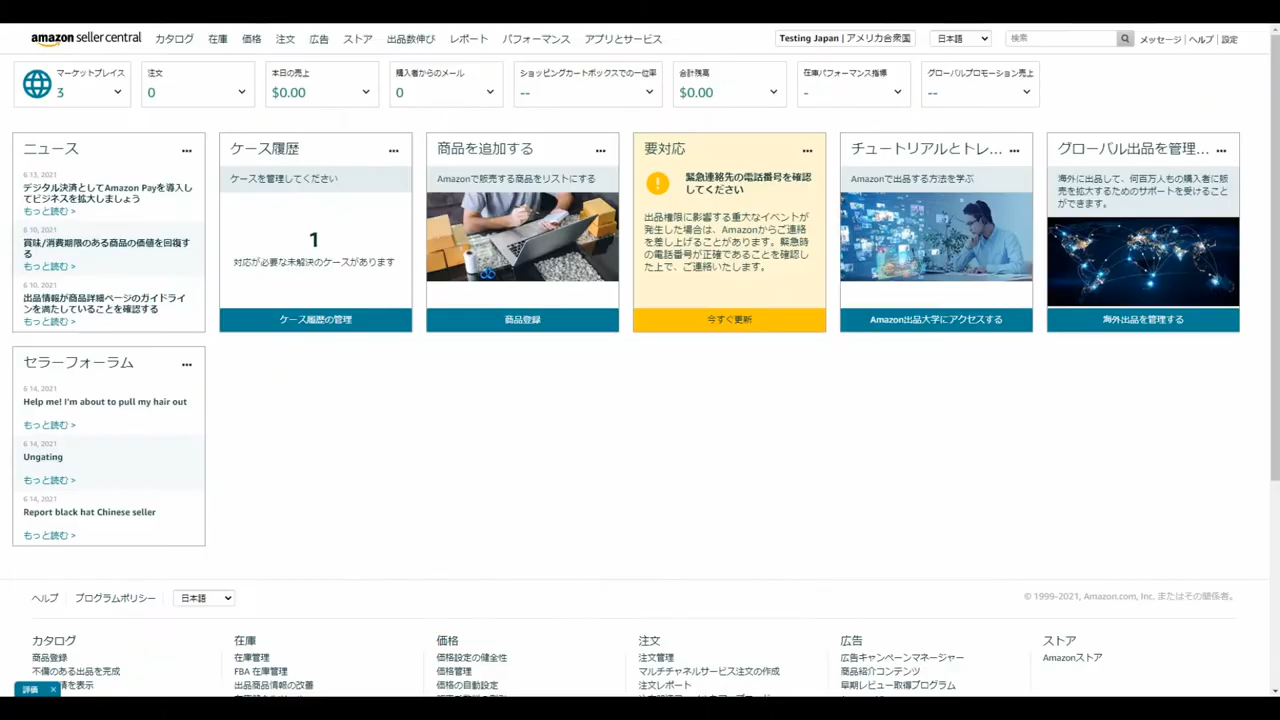 amazon seller central
カタログ
在庫
価格
注文
広告
ストア
出品数伸び
レポート
パフォーマンス
アプリとサービス
Testing Japan | アメリカ合衆国
日本語
検索
メッセージ | ヘルプ | 設定
マーケットプレイス
3
注文
0
本日の売上
$0.00
購入者からのメール
0
ショッピングカートボックスでの一位率
--
合計残高
$0.00
在庫パフォーマンス指標
-
グローバルプロモーション売上
--
ニュース
6 13, 2021
デジタル決済としてAmazon Payを導入し
てビジネスを拡大しましょう
もっと読む >
6 10, 2021
賞味/消費期限のある商品の価値を回復す
る
もっと読む >
6 10, 2021
出品情報が商品詳細ページのガイドライ
ンを満たしていることを確認する
もっと読む >
ケース履歴
ケースを管理してください
1
対応が必要な未解決のケースがあります
ケース履歴の管理
商品を追加する
Amazonで販売する商品をリストにする
商品登録
要対応
緊急連絡先の電話番号を確認
してください
出品権限に影響する重大なイベントが
発生した場合は、Amazonからご連絡
を差し上げることがあります。緊急時
の電話番号が正確であることを確認し
た上で、ご連絡いたします。
今すぐ更新
チュートリアルとトレ...
Amazonで出品する方法を学ぶ
Amazon出品大学にアクセスする
グローバル出品を管理...
海外に出品して、何百万人もの購入者に販
売を拡大するためのサポートを受けること
ができます。
海外出品を管理する
セラーフォーラム
6 14, 2021
Help me! I'm about to pull my hair out
もっと読む >
6 14, 2021
Ungating
もっと読む >
6 14, 2021
Report black hat Chinese seller
もっと読む >
ヘルプ
プログラムポリシー
日本語
© 1999-2021, Amazon.com, Inc. またはその関係者。
カタログ
商品登録
不備のある出品を完成
情を表示
在庫
在庫管理
FBA 在庫管理
出品商品情報の改善
価格
価格設定の健全性
価格管理
価格の自動設定
注文
注文管理
マルチチャネルサービス注文の作成
注文レポート
広告
広告キャンペーンマネージャー
商品紹介コンテンツ
早期レビュー取得プログラム
ストア
Amazonストア
評価 ×